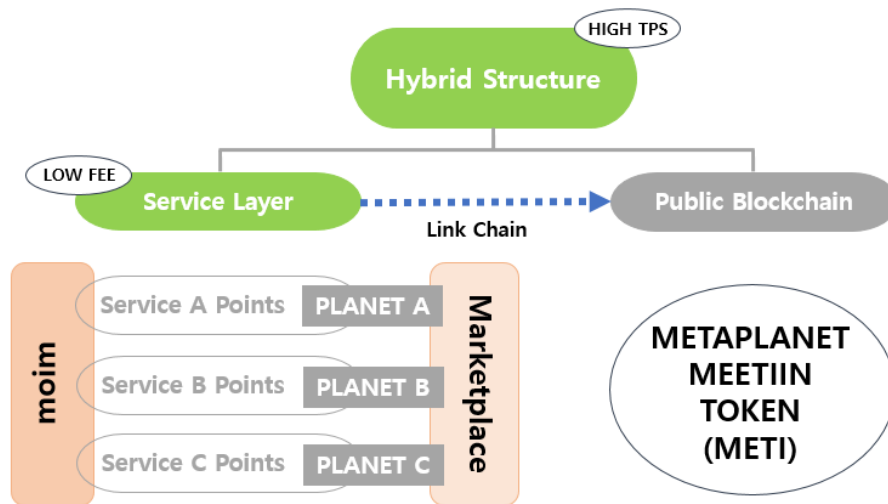 HIGH TPS
Hybrid Structure
LOW FEE
Service Layer
Public Blockchain
Link Chain
moim
Service A Points
PLANET A
Service B Points
PLANET B
Service C Points
PLANET C
Marketplace
METAPLANET
MEETIIN
TOKEN
(METI)